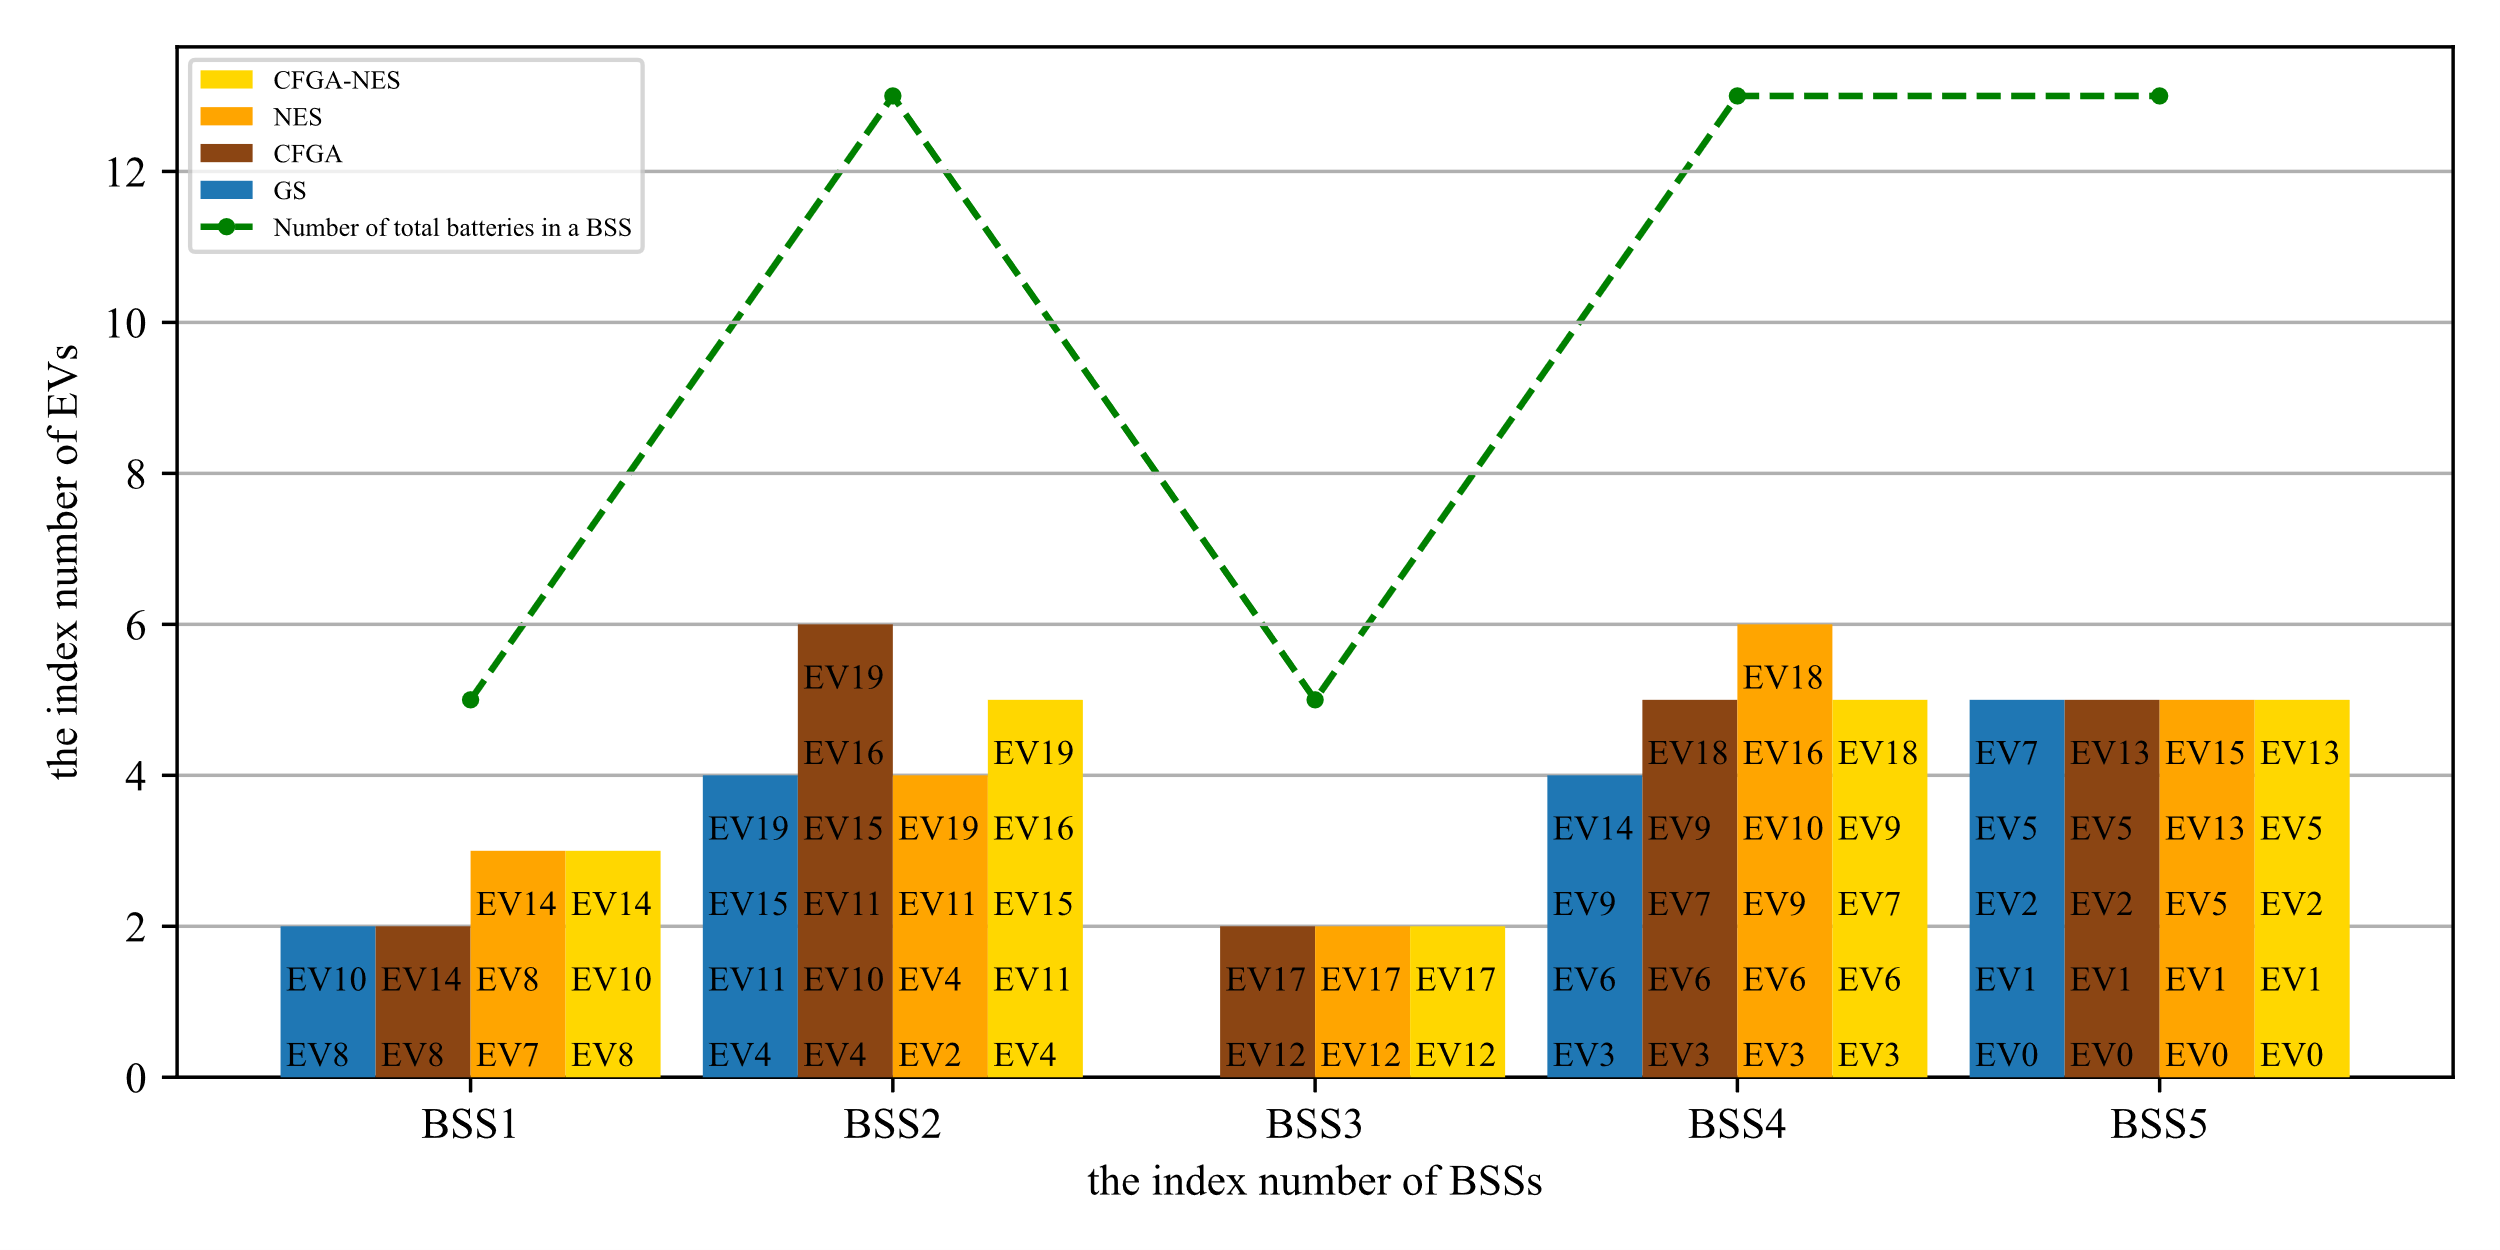 CFGA-NES
NES
CFGA
GS
Number of total batteries in a BSS
the index number of EVs
12
10
8
6
4
2
0
EV10
EV8
EV14
EV8
EV14
EV8
EV7
EV14
EV10
EV8
EV19
EV15
EV11
EV4
EV19
EV16
EV15
EV11
EV10
EV4
EV19
EV11
EV4
EV2
EV19
EV16
EV15
EV11
EV4
EV17
EV12
EV17
EV12
EV17
EV12
EV14
EV9
EV6
EV3
EV18
EV9
EV7
EV6
EV3
EV18
EV16
EV10
EV9
EV6
EV3
EV18
EV9
EV7
EV6
EV3
EV7
EV5
EV2
EV1
EV0
EV13
EV5
EV2
EV1
EV0
EV15
EV13
EV5
EV1
EV0
EV13
EV5
EV2
EV1
EV0
BSS1
BSS2
BSS3
BSS4
BSS5
the index number of BSSs